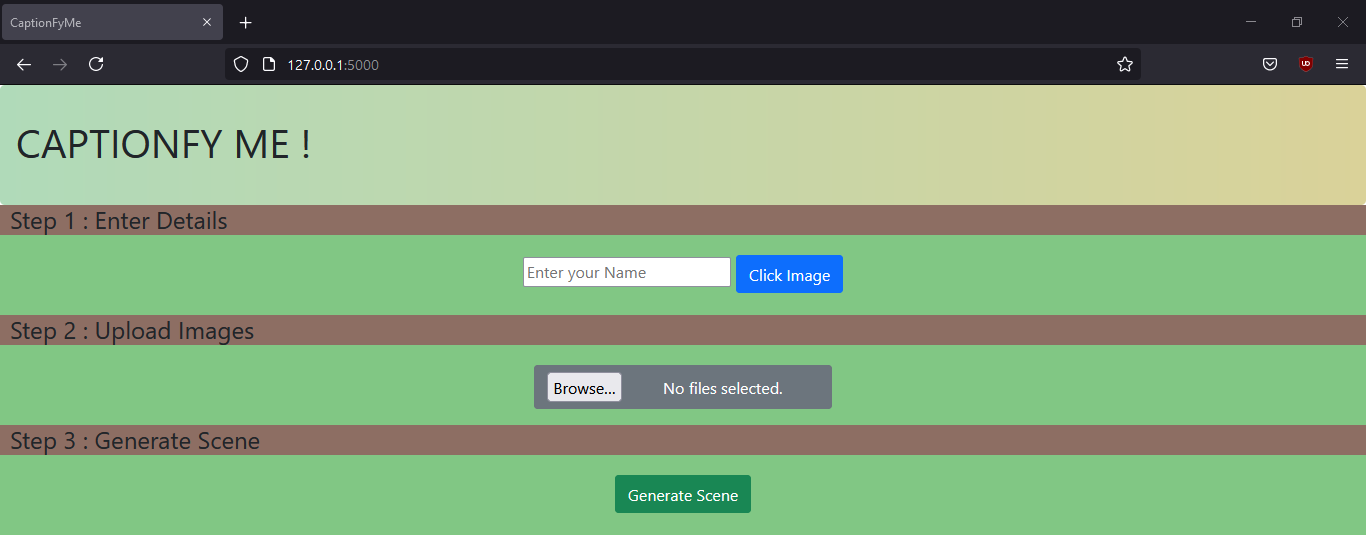 CaptionFyMe
127.0.0.1:5000
CAPTIONFY ME !
Step 1 : Enter Details
Enter your Name Click Image
Step 2 : Upload Images
Browse... No files selected.
Step 3 : Generate Scene
Generate Scene